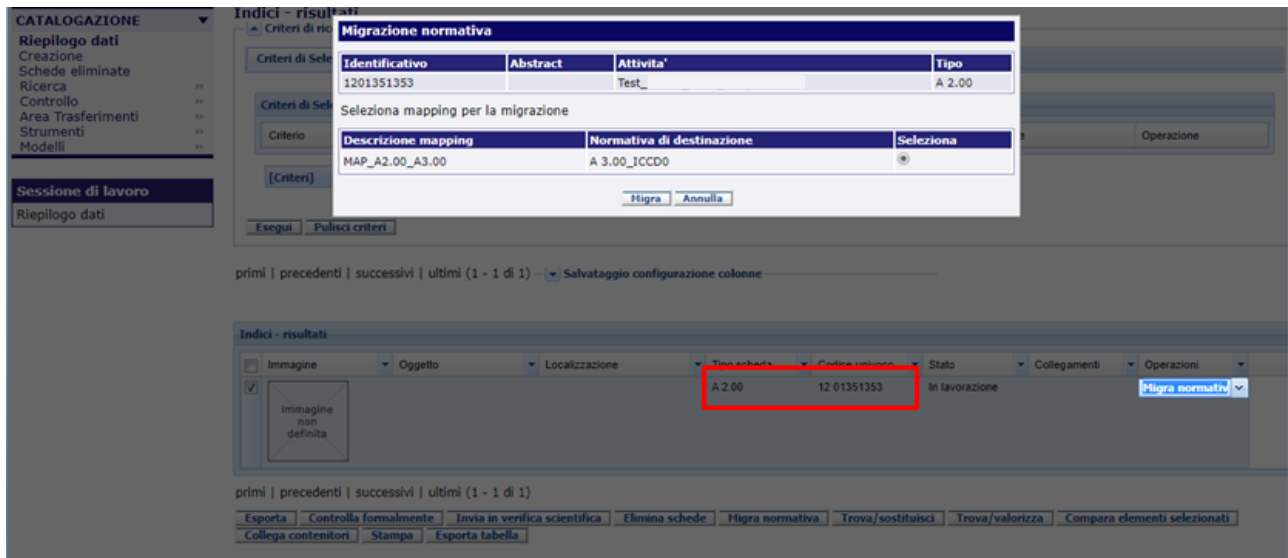 CATALOGAZIONE
Riepilogo dati
Creazione
Schede eliminate
Ricerca
Controllo
Area Trasferimenti
Strumenti
Modelli
Sessione di lavoro
Riepilogo dati
Indici - risultati
Criteri di ric
Criteri di Sele
Criteri di Sele
Criterio
Operazione
[Criteri]
Esegui Pulisci criteri
Migrazione normativa
Identificativo Abstract Attivita' Tipo
1201351353 Test_ A 2.00
Seleziona mapping per la migrazione
Descrizione mapping Normativa di destinazione Seleziona
MAP_A2.00_A3.00 A 3.00_ICCD0
Migra Annulla
primi | precedenti | successivi | ultimi (1 - 1 di 1) Salvataggio configurazione colonne
Indici - risultati
Immagine Oggetto Localizzazione Tipo scheda Codice univoco Stato Collegamenti Operazioni
immagine non definita A 2.00 12 01351353 In lavorazione Migra normativ
primi | precedenti | successivi | ultimi (1 - 1 di 1)
Esporta Controlla formalmente Invia in verifica scientifica Elimina schede Migra normativa Trova/sostituisci Trova/valorizza Compara elementi selezionati
Collega contenitori Stampa Esporta tabella